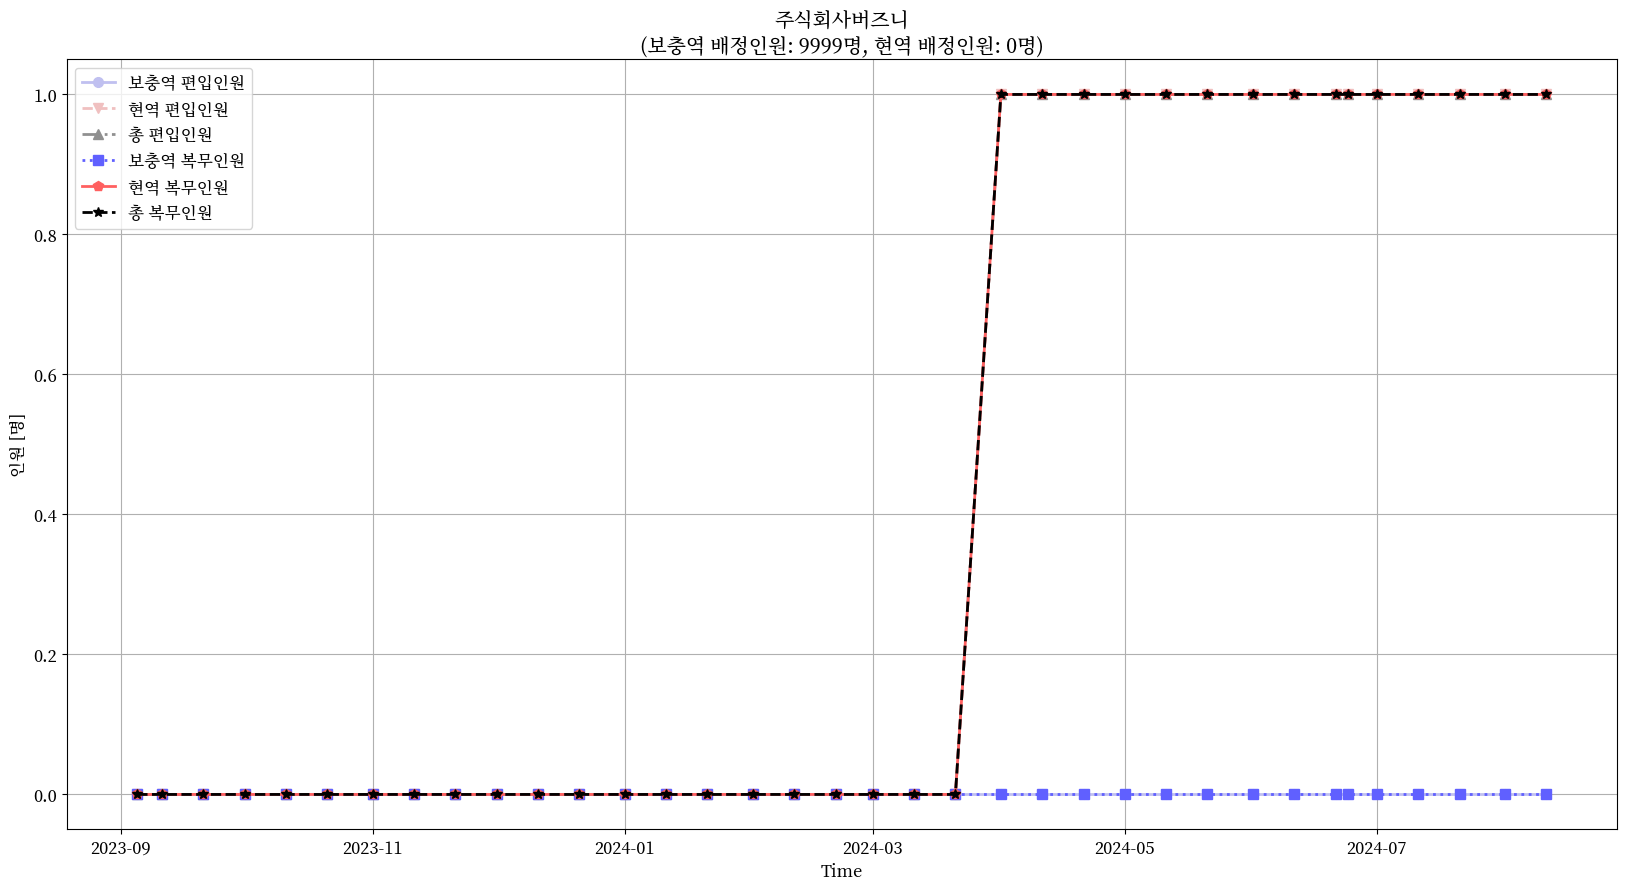 주식회사버즈니
(보충역 배정인원: 9999명, 현역 배정인원: 0명)
보충역 편입인원
현역 편입인원
총 편입인원
보충역 복무인원
현역 복무인원
총 복무인원
1.0
0.8
0.6
0.4
0.2
0.0
인원 [명]
2023-09
2023-11
2024-01
2024-03
2024-05
2024-07
Time